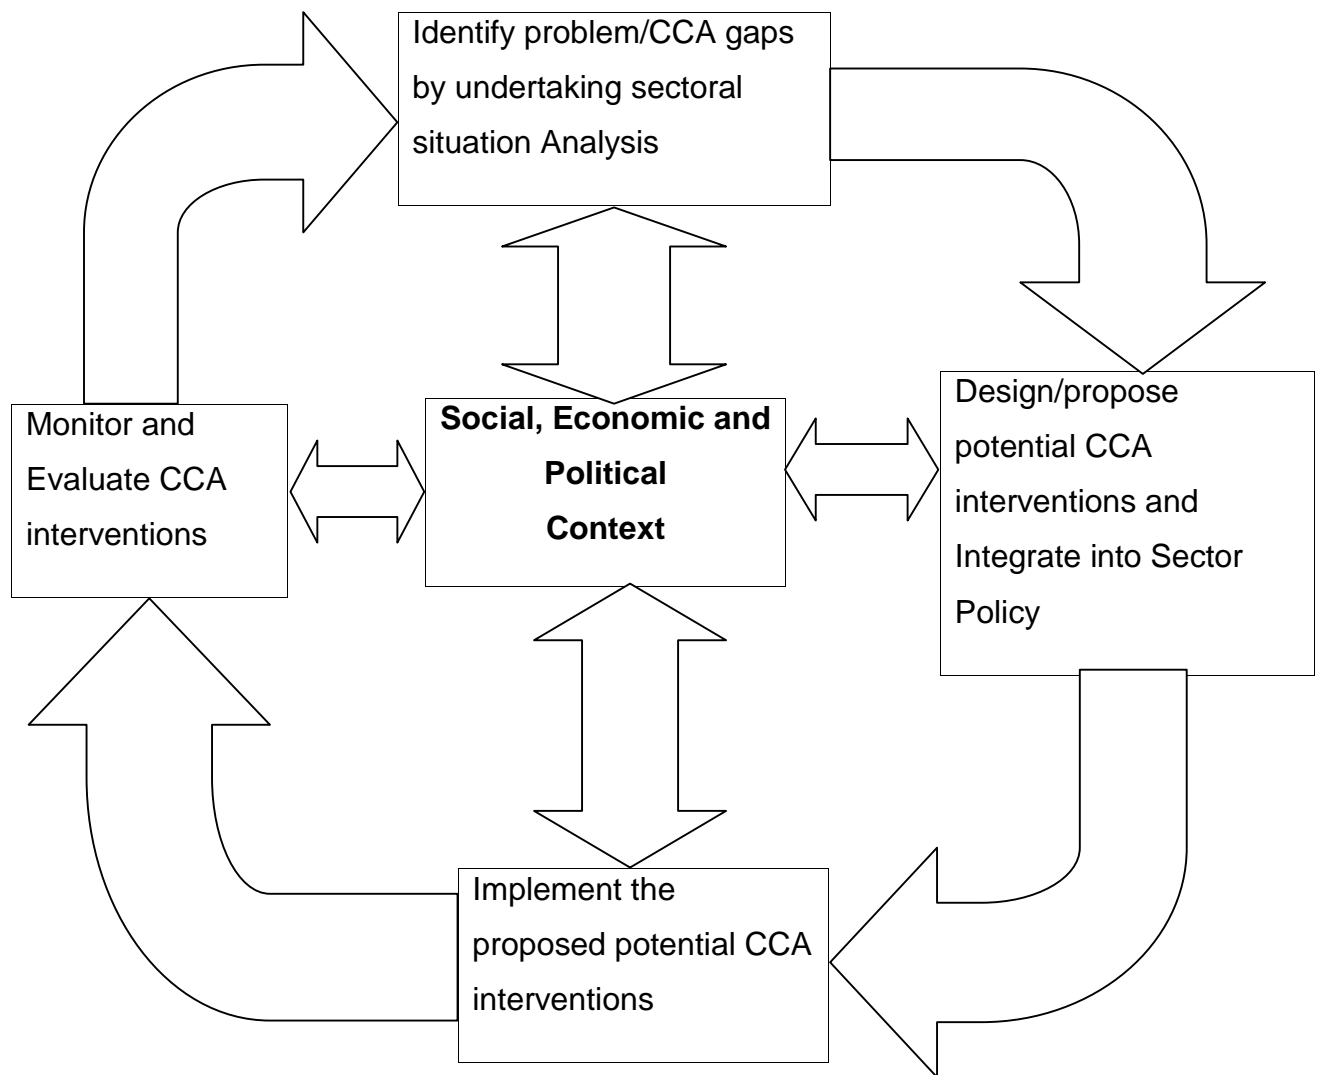 Identify problem/CCA gaps
by undertaking sectoral
situation Analysis
Design/propose
potential CCA
interventions and
Integrate into Sector
Policy
Social, Economic and
Political
Context
Monitor and
Evaluate CCA
interventions
Implement the
proposed potential CCA
interventions